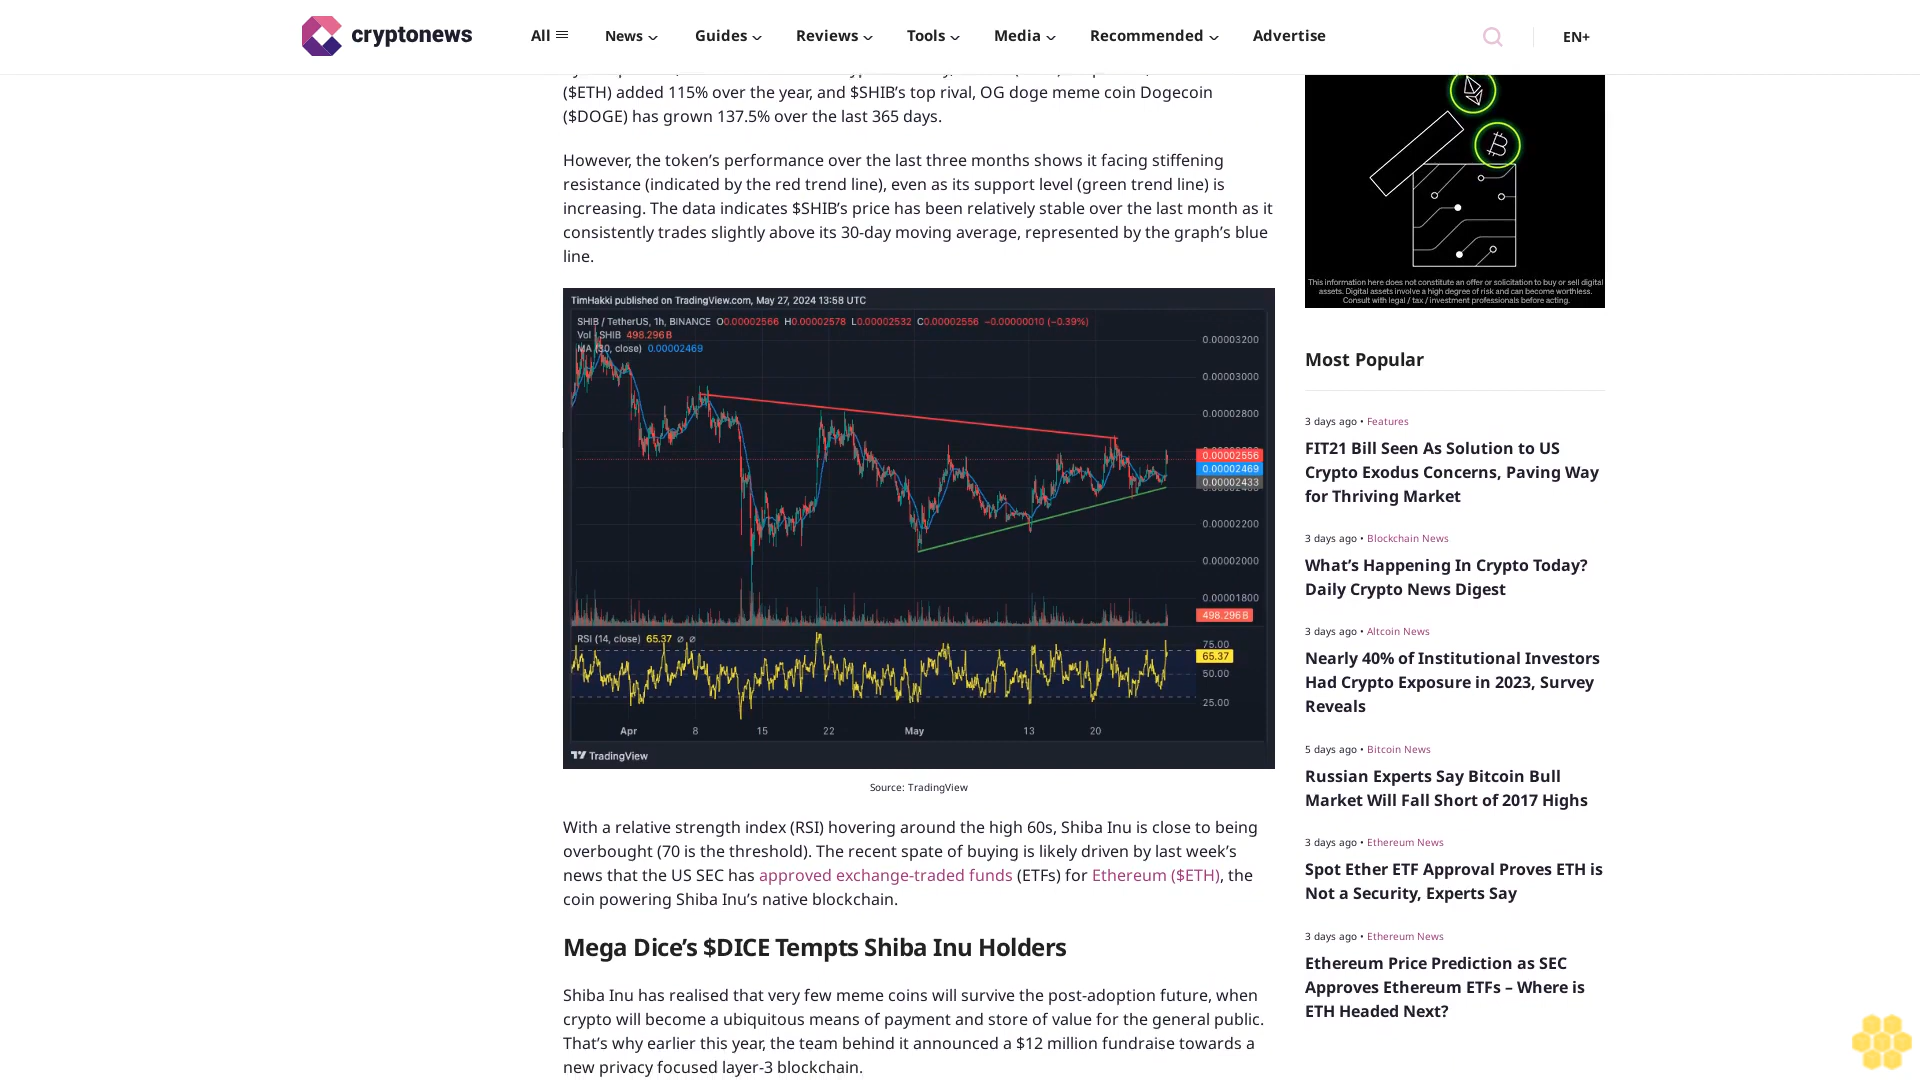 cryptonews
All
News
Guides
Reviews
Tools
Media
Recommended
Advertise
EN+
($ETH) added 115% over the year, and $SHIB’s top rival, OG doge meme coin Dogecoin
($DOGE) has grown 137.5% over the last 365 days.
However, the token’s performance over the last three months shows it facing stiffening
resistance (indicated by the red trend line), even as its support level (green trend line) is
increasing. The data indicates $SHIB’s price has been relatively stable over the last month as it
consistently trades slightly above its 30-day moving average, represented by the graph’s blue
line.
TimHakki published on TradingView.com, May 27, 2024 13:58 UTC
SHIB / TetherUS, 1h, BINANCE O0.00002566 H0.00002578 L0.00002532 C0.00002556 −0.00000010 (−0.39%)
Vol · SHIB 498.296B
MA (30, close) 0.00002469
0.00003200
0.00003000
0.00002800
0.00002556
0.00002469
0.00002433
0.00002200
0.00002000
0.00001800
498.296B
RSI (14, close) 65.37 ⌀ ⌀
75.00
65.37
50.00
25.00
Apr 8 15 22 May 13 20
TradingView
Source: TradingView
With a relative strength index (RSI) hovering around the high 60s, Shiba Inu is close to being
overbought (70 is the threshold). The recent spate of buying is likely driven by last week’s
news that the US SEC has approved exchange-traded funds (ETFs) for Ethereum ($ETH), the
coin powering Shiba Inu’s native blockchain.
Mega Dice’s $DICE Tempts Shiba Inu Holders
Shiba Inu has realised that very few meme coins will survive the post-adoption future, when
crypto will become a ubiquitous means of payment and store of value for the general public.
That’s why earlier this year, the team behind it announced a $12 million fundraise towards a
new privacy focused layer-3 blockchain.
This information here does not constitute an offer or solicitation to buy or sell digital
assets. Digital assets involve a high degree of risk and can become worthless.
Consult with legal / tax / investment professionals before acting.
Most Popular
3 days ago • Features
FIT21 Bill Seen As Solution to US
Crypto Exodus Concerns, Paving Way
for Thriving Market
3 days ago • Blockchain News
What’s Happening In Crypto Today?
Daily Crypto News Digest
3 days ago • Altcoin News
Nearly 40% of Institutional Investors
Had Crypto Exposure in 2023, Survey
Reveals
5 days ago • Bitcoin News
Russian Experts Say Bitcoin Bull
Market Will Fall Short of 2017 Highs
3 days ago • Ethereum News
Spot Ether ETF Approval Proves ETH is
Not a Security, Experts Say
3 days ago • Ethereum News
Ethereum Price Prediction as SEC
Approves Ethereum ETFs – Where is
ETH Headed Next?